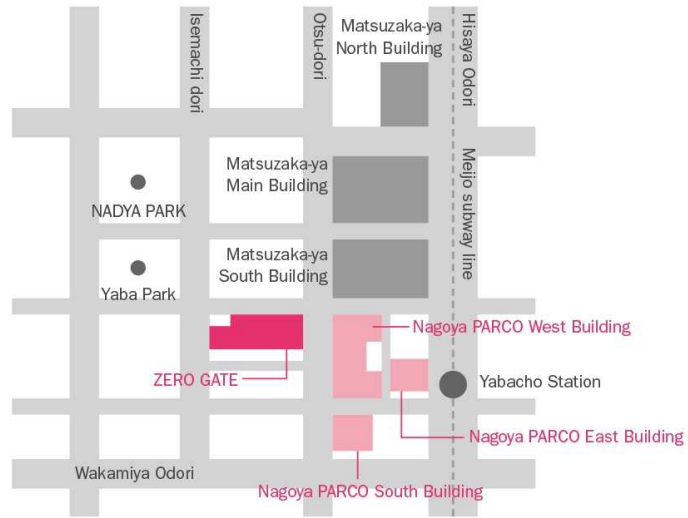 Isemachi dori
Otsu-dori
Matsuzaka-ya
North Building
Hisaya Odori
Matsuzaka-ya
Main Building
Meijo subway line
NADYA PARK
Matsuzaka-ya
South Building
Yaba Park
Nagoya PARCO West Building
ZERO GATE
Yabacho Station
Nagoya PARCO East Building
Wakamiya Odori
Nagoya PARCO South Building